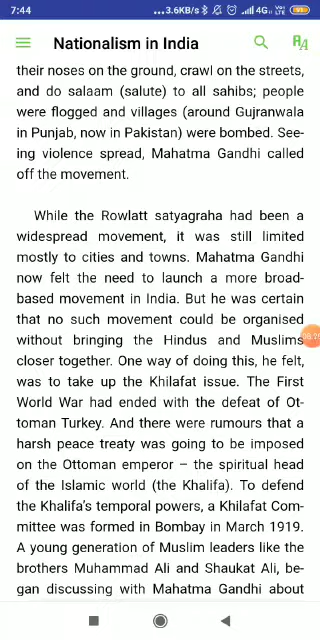 7:44
...3.6KB/s 4G
Nationalism in India
their noses on the ground, crawl on the streets,
and do salaam (salute) to all sahibs; people
were flogged and villages (around Gujranwala
in Punjab, now in Pakistan) were bombed. See-
ing violence spread, Mahatma Gandhi called
off the movement.
While the Rowlatt satyagraha had been a
widespread movement, it was still limited
mostly to cities and towns. Mahatma Gandhi
now felt the need to launch a more broad-
based movement in India. But he was certain
that no such movement could be organised
without bringing the Hindus and Muslims
closer together. One way of doing this, he felt,
was to take up the Khilafat issue. The First
World War had ended with the defeat of Ot-
toman Turkey. And there were rumours that a
harsh peace treaty was going to be imposed
on the Ottoman emperor – the spiritual head
of the Islamic world (the Khalifa). To defend
the Khalifa's temporal powers, a Khilafat Com-
mittee was formed in Bombay in March 1919.
A young generation of Muslim leaders like the
brothers Muhammad Ali and Shaukat Ali, be-
gan discussing with Mahatma Gandhi about